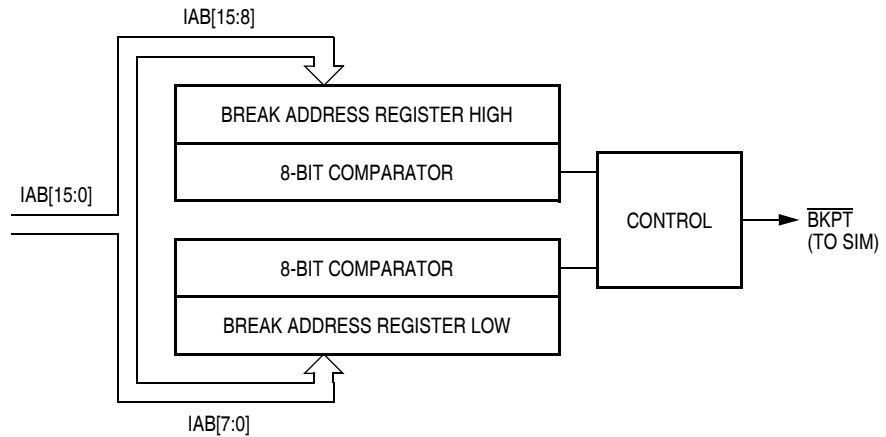 IAB[15:8]
BREAK ADDRESS REGISTER HIGH
8-BIT COMPARATOR
IAB[15:0]
CONTROL
BKPT
(TO SIM)
8-BIT COMPARATOR
BREAK ADDRESS REGISTER LOW
IAB[7:0]